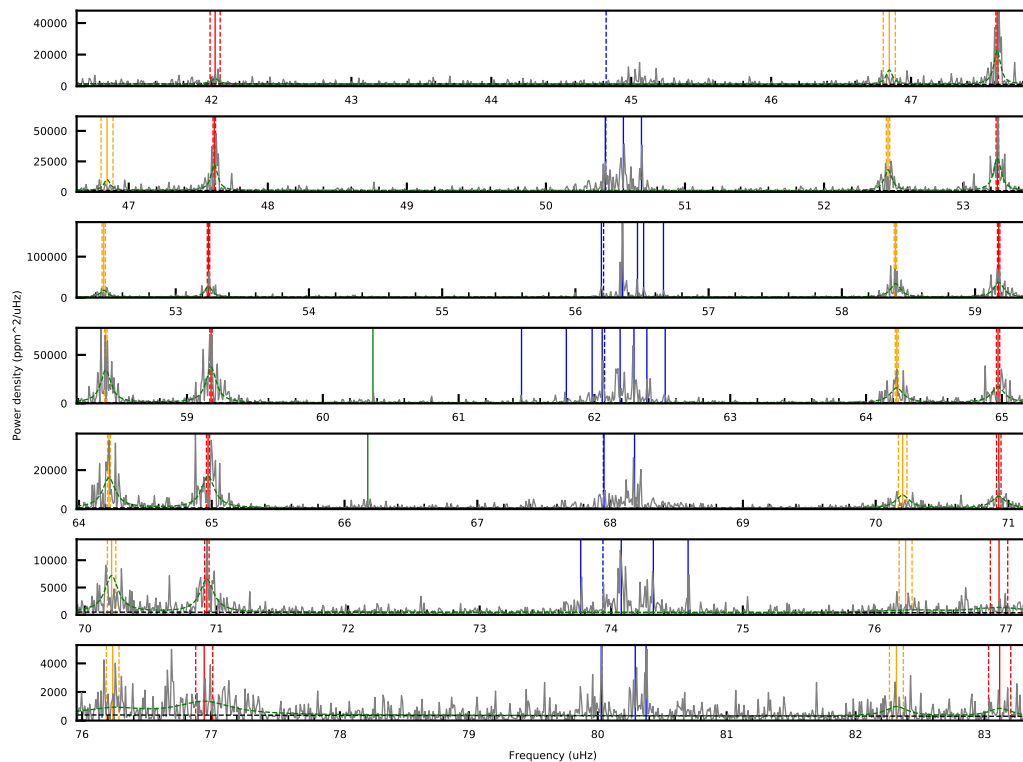 40000
20000
0
42 43 44 45 46 47
50000
25000
0
47 48 49 50 51 52 53
100000
0
53 54 55 56 57 58 59
50000
0
59 60 61 62 63 64 65
20000
0
64 65 66 67 68 69 70 71
10000
5000
0
70 71 72 73 74 75 76 77
4000
2000
0
76 77 78 79 80 81 82 83
Power density (ppm^2/uHz)
Frequency (uHz)